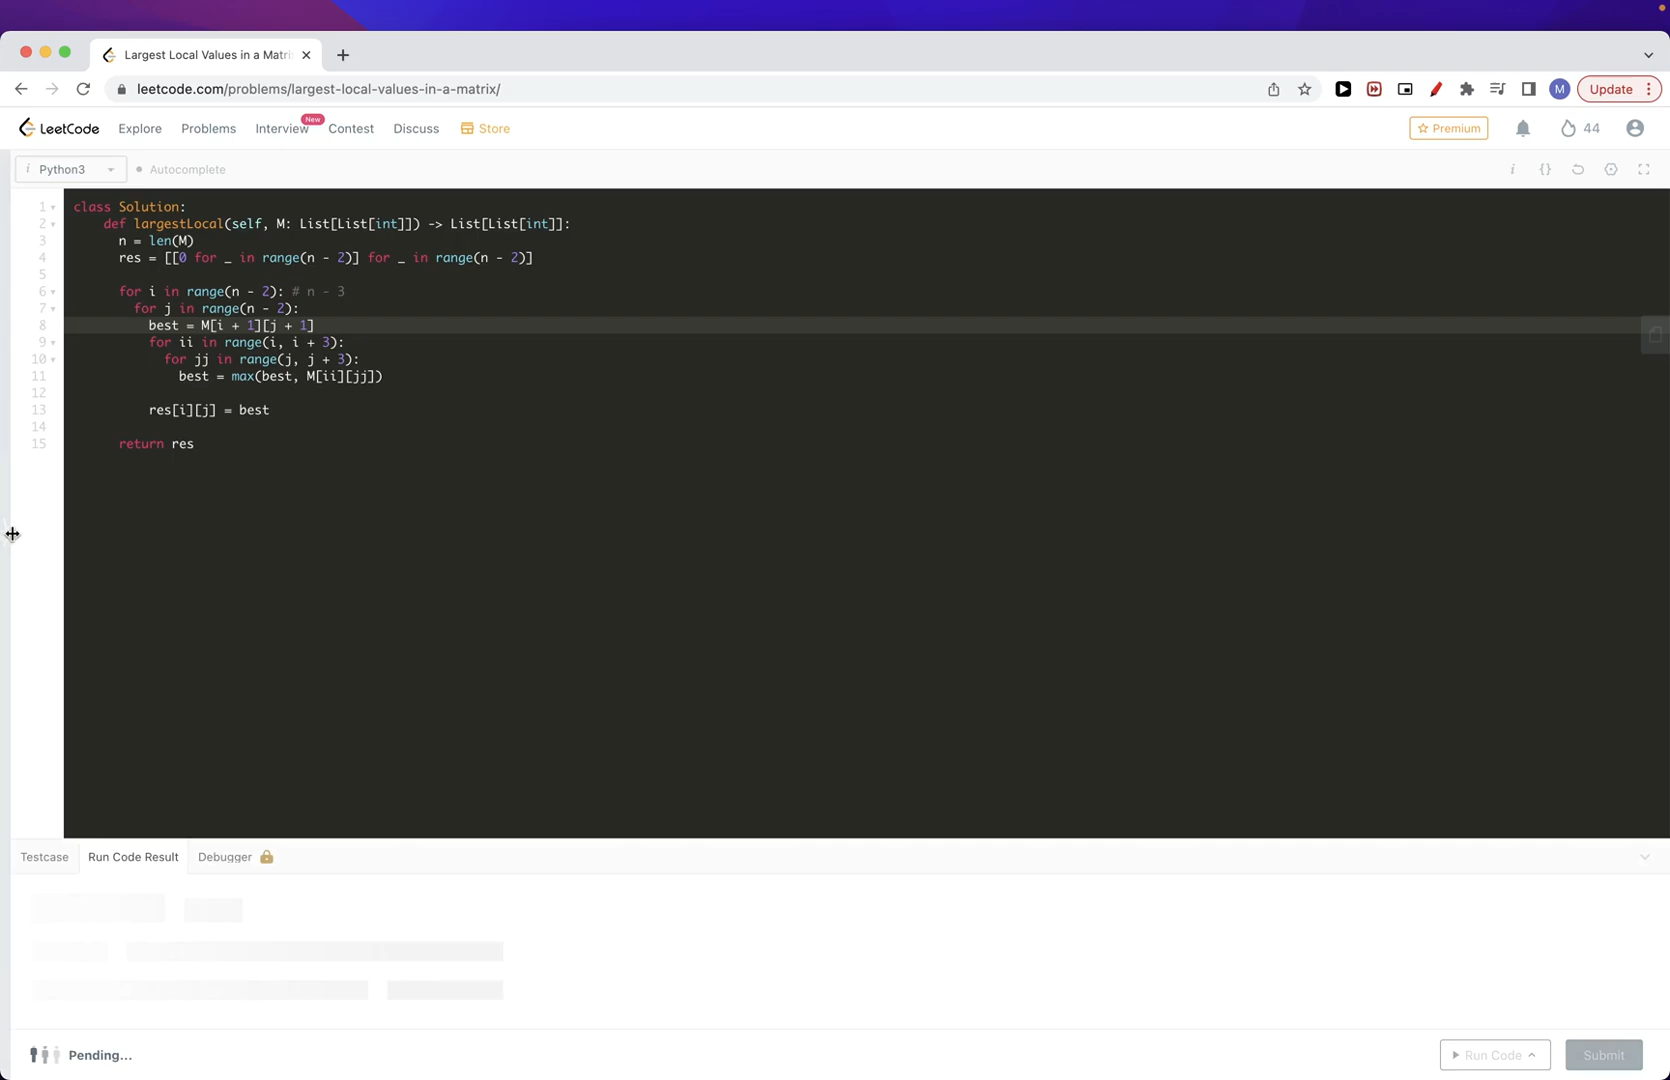 Largest Local Values in a Matri
leetcode.com/problems/largest-local-values-in-a-matrix/
M
Update
LeetCode
Explore
Problems
Interview
New
Contest
Discuss
Store
Premium
44
i Python3
Autocomplete
i {}
1 class Solution:
2 def largestLocal(self, M: List[List[int]]) -> List[List[int]]:
3 n = len(M)
4 res = [[0 for _ in range(n - 2)] for _ in range(n - 2)]
5
6 for i in range(n - 2): # n - 3
7 for j in range(n - 2):
8 best = M[i + 1][j + 1]
9 for ii in range(i, i + 3):
10 for jj in range(j, j + 3):
11 best = max(best, M[ii][jj])
12
13 res[i][j] = best
14
15 return res
Testcase
Run Code Result
Debugger
Pending...
Run Code
Submit